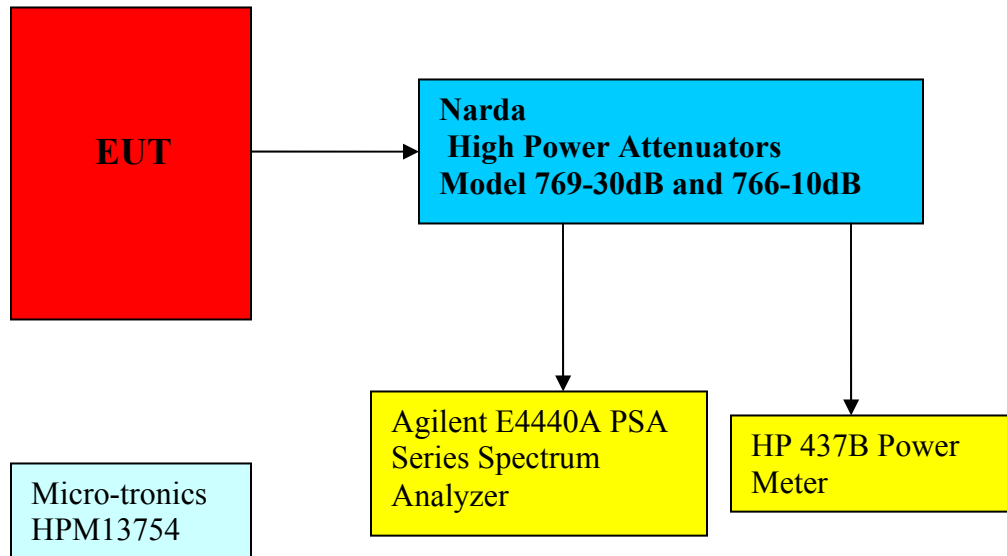 EUT
Narda
High Power Attenuators
Model 769-30dB and 766-10dB
Agilent E4440A PSA
Series Spectrum
Analyzer
HP 437B Power
Meter
Micro-tronics
HPM13754